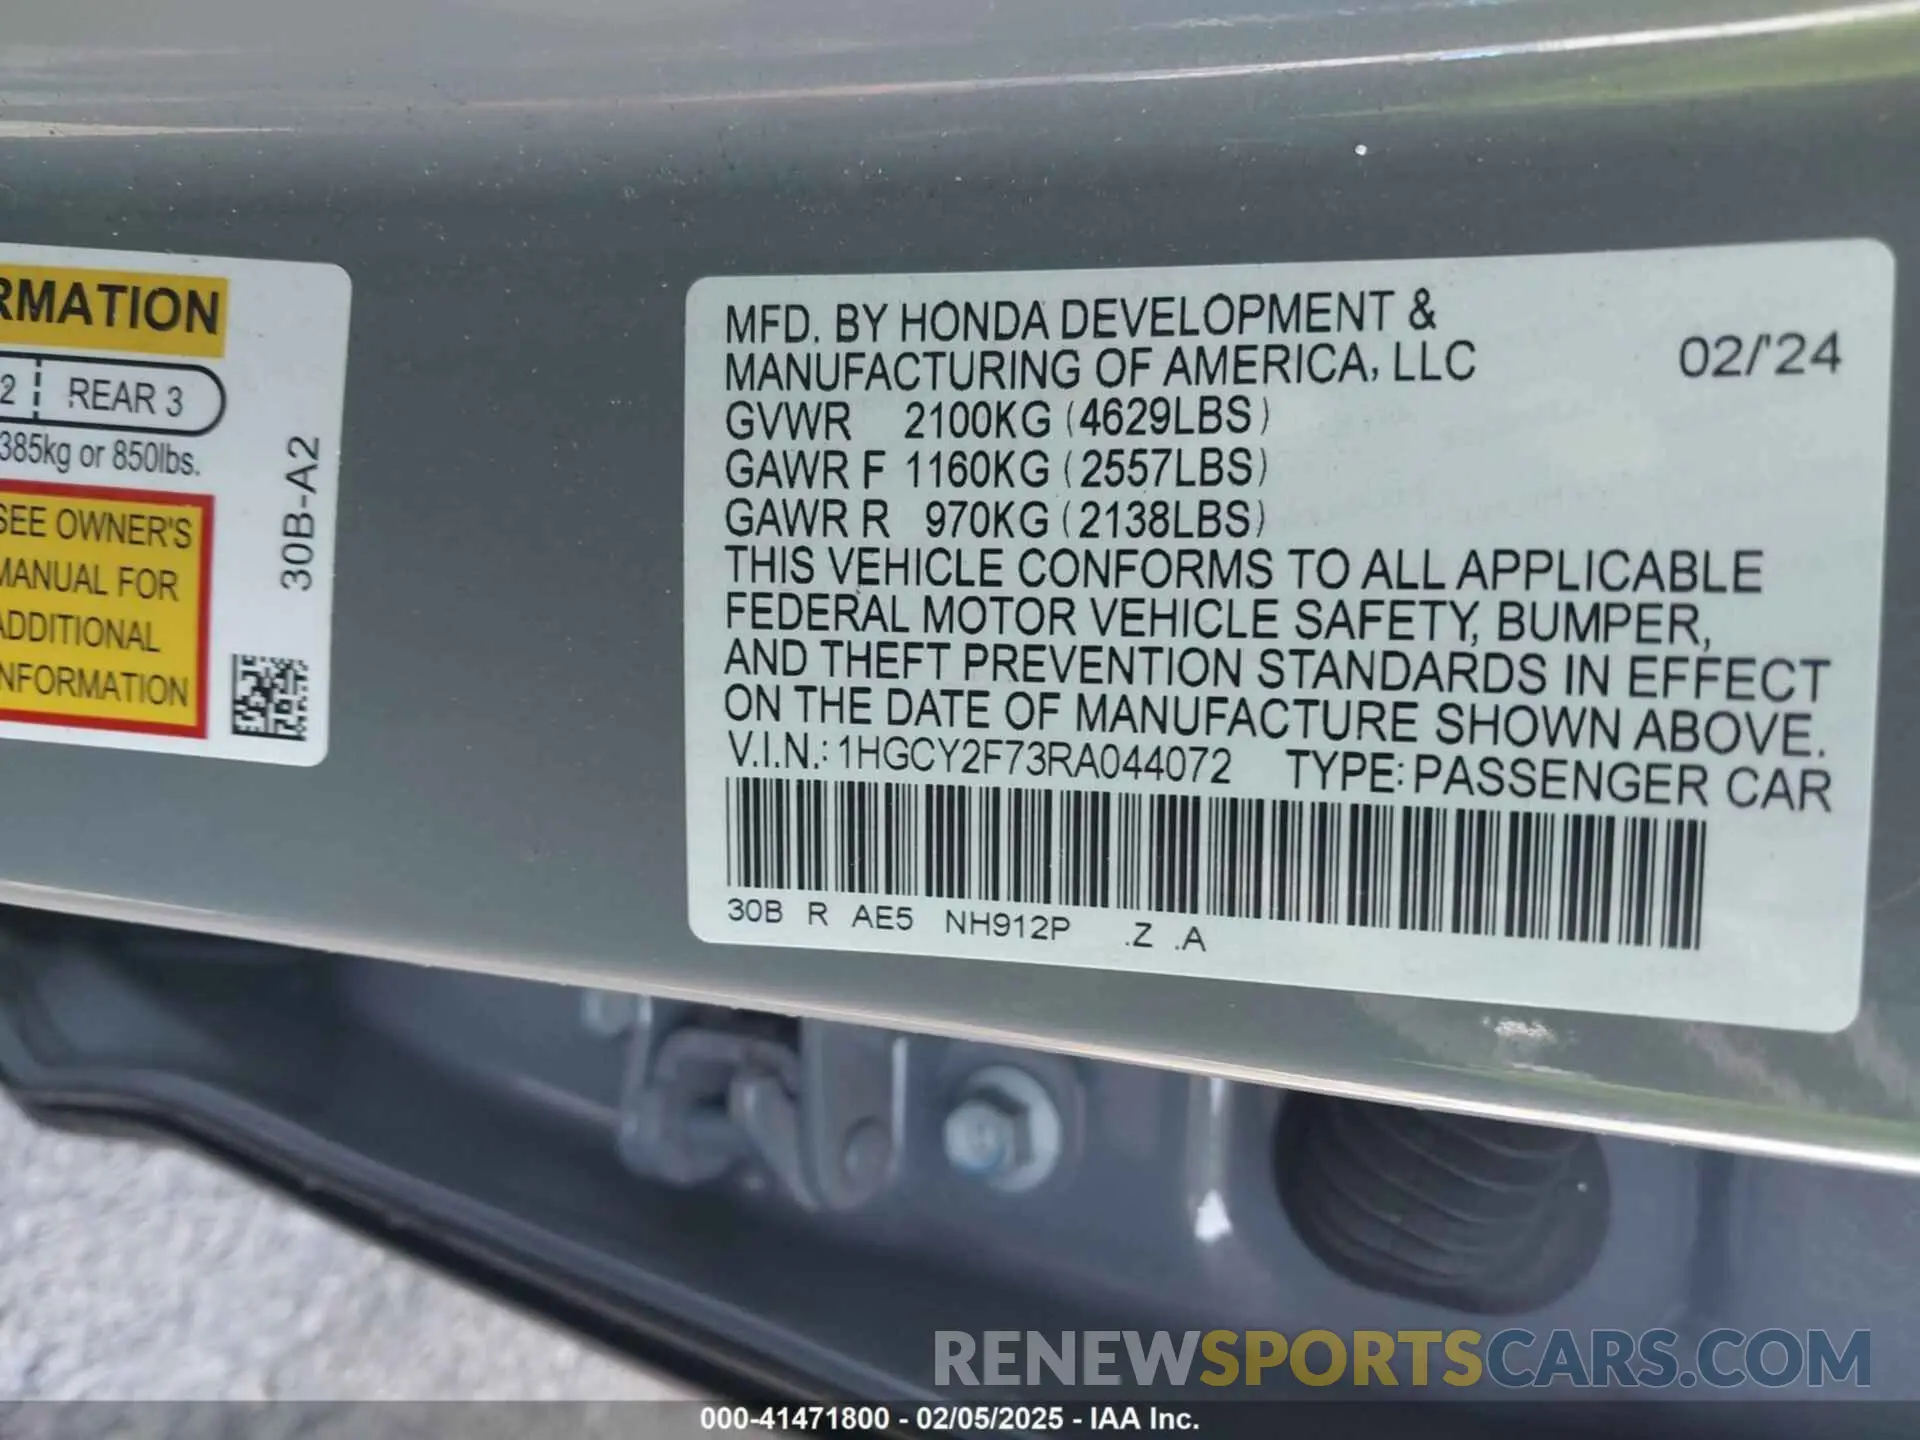 RMATION
2 REAR 3
385kg or 850lbs.
SEE OWNER'S
MANUAL FOR
ADDITIONAL
INFORMATION
30B-A2
MFD. BY HONDA DEVELOPMENT &
MANUFACTURING OF AMERICA, LLC 02/'24
GVWR 2100KG (4629LBS)
GAWR F 1160KG (2557LBS)
GAWR R 970KG (2138LBS)
THIS VEHICLE CONFORMS TO ALL APPLICABLE
FEDERAL MOTOR VEHICLE SAFETY, BUMPER,
AND THEFT PREVENTION STANDARDS IN EFFECT
ON THE DATE OF MANUFACTURE SHOWN ABOVE.
V.I.N.: 1HGCY2F73RA044072 TYPE: PASSENGER CAR
30B R AE5 NH912P .Z .A
RENEWSPORTSCARS.COM
000-41471800 - 02/05/2025 - IAA Inc.